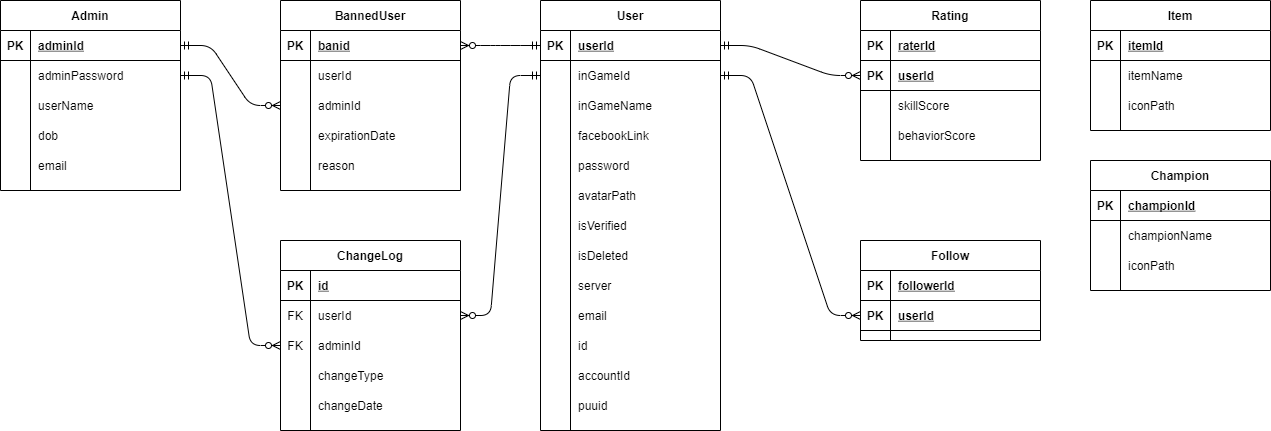 Admin
PK adminId
adminPassword
userName
dob
email
BannedUser
PK banid
userId
adminId
expirationDate
reason
ChangeLog
PK id
FK userId
FK adminId
changeType
changeDate
User
PK userId
inGameId
inGameName
facebookLink
password
avatarPath
isVerified
isDeleted
server
email
id
accountId
puuid
Rating
PK raterId
PK userId
skillScore
behaviorScore
Follow
PK followerId
PK userId
Item
PK itemId
itemName
iconPath
Champion
PK championId
championName
iconPath